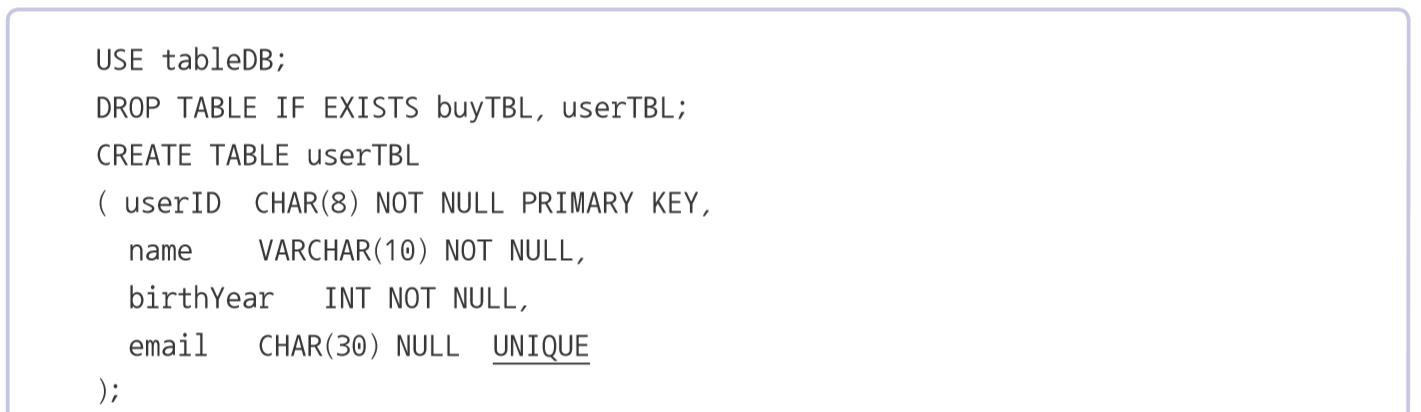 USE tableDB;
DROP TABLE IF EXISTS buyTBL, userTBL;
CREATE TABLE userTBL
( userID  CHAR(8) NOT NULL PRIMARY KEY,
  name    VARCHAR(10) NOT NULL,
  birthYear   INT NOT NULL,
  email   CHAR(30) NULL  UNIQUE
);